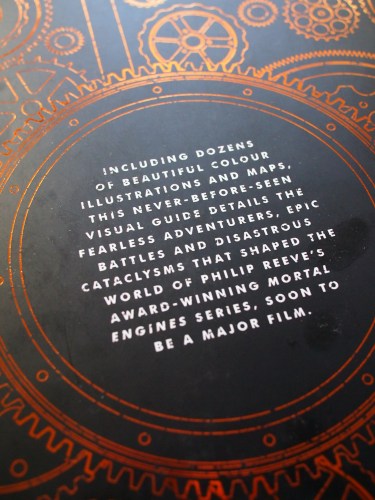 INCLUDING DOZENS
OF BEAUTIFUL COLOUR
ILLUSTRATIONS AND MAPS,
THIS NEVER-BEFORE-SEEN
VISUAL GUIDE DETAILS THE
FEARLESS ADVENTURERS, EPIC
BATTLES AND DISASTROUS
CATACLYSMS THAT SHAPED THE
WORLD OF PHILIP REEVE'S
AWARD-WINNING MORTAL
ENGINES SERIES, SOON TO
BE A MAJOR FILM.